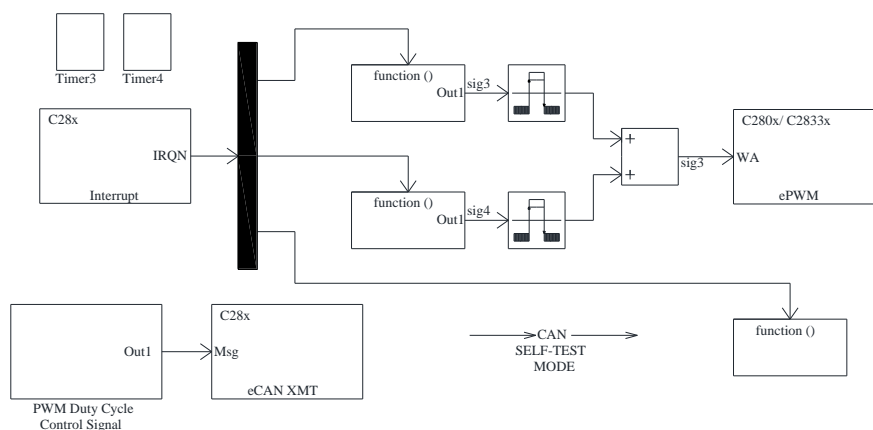 Timer3
Timer4
C28x
IRQN
Interrupt
function ()
Out1
sig3
function ()
Out1
sig4
+
+
sig3
C280x/ C2833x
WA
ePWM
Out1
PWM Duty Cycle
Control Signal
C28x
Msg
eCAN XMT
CAN
SELF-TEST
MODE
function ()